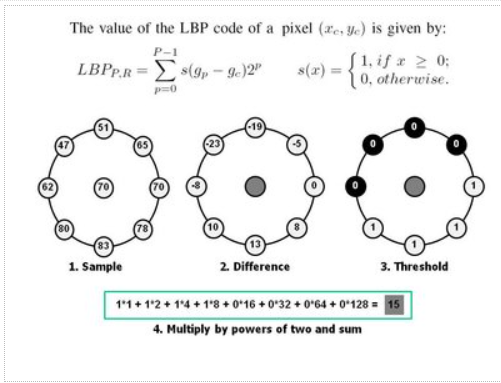 The value of the LBP code of a pixel (x_c, y_c) is given by:
LBP_{P,R} = \sum_{p=0}^{P-1} s(g_p - g_c)2^p s(x) = { 1, if x ≥ 0; 0, otherwise.
51 -19 0
47 65 -23 -5 0 0
62 70 70 -8 0 0 1
80 78 10 8 1 1
83 13 1
1. Sample 2. Difference 3. Threshold
1*1 + 1*2 + 1*4 + 1*8 + 0*16 + 0*32 + 0*64 + 0*128 = 15
4. Multiply by powers of two and sum